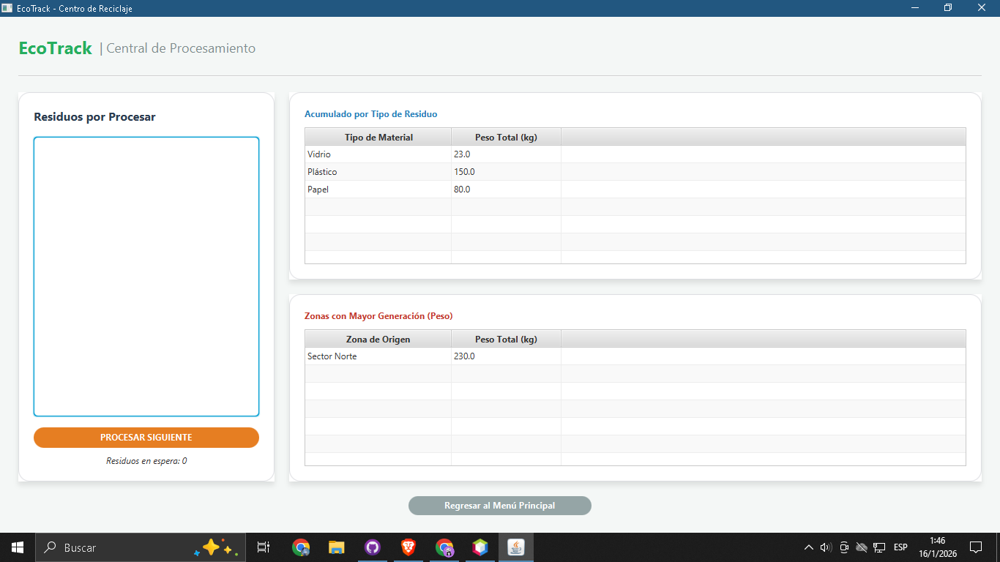 EcoTrack - Centro de Reciclaje
EcoTrack | Central de Procesamiento
Residuos por Procesar
PROCESAR SIGUIENTE
Residuos en espera: 0
Acumulado por Tipo de Residuo
Tipo de Material Peso Total (kg)
Vidrio 23.0
Plástico 150.0
Papel 80.0
Zonas con Mayor Generación (Peso)
Zona de Origen Peso Total (kg)
Sector Norte 230.0
Regresar al Menú Principal
Buscar
ESP
1:46
16/1/2026